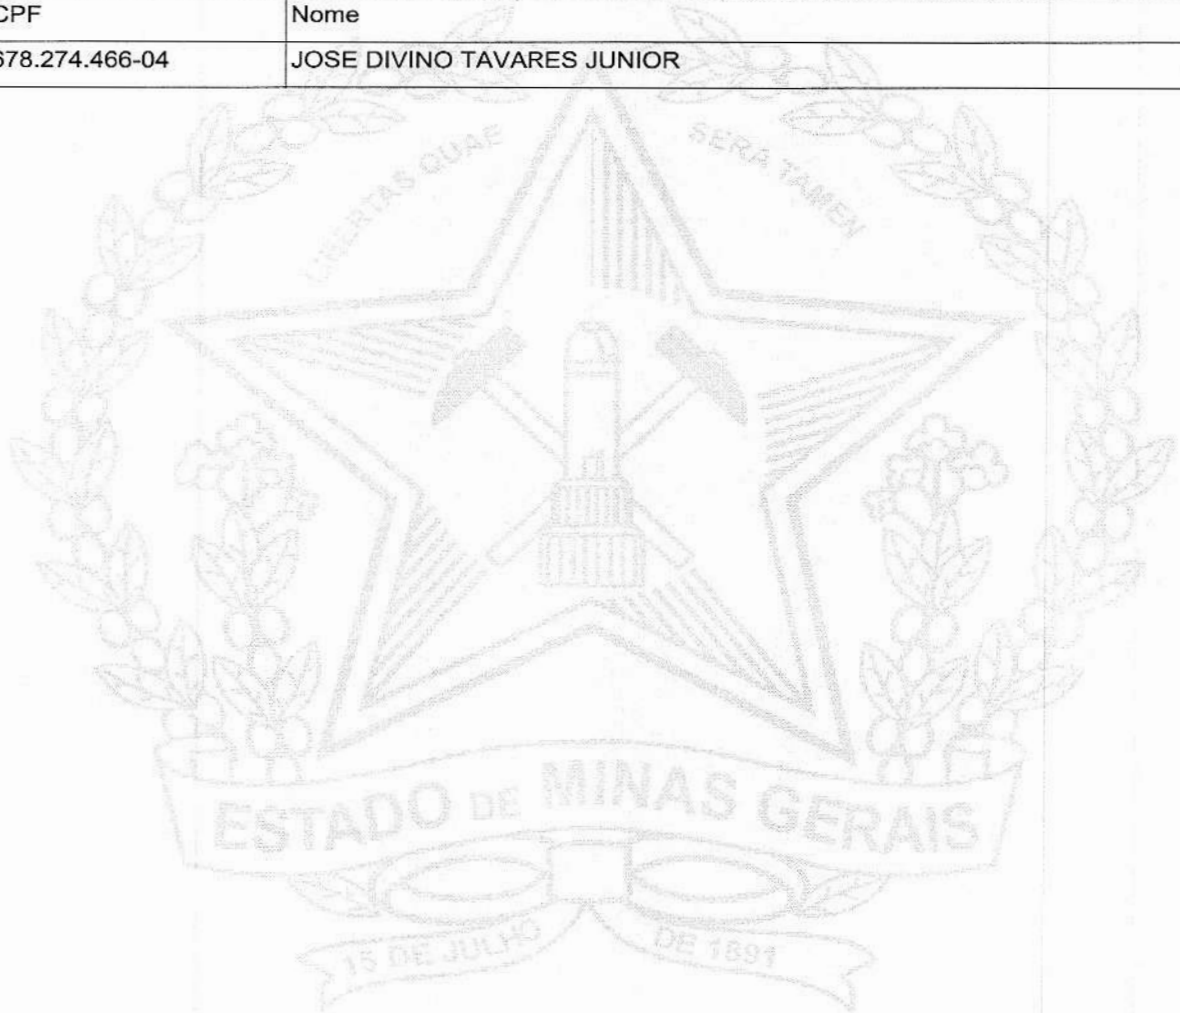 CPF Nome
678.274.466-04 JOSE DIVINO TAVARES JUNIOR
LIBERTAS QUAE SERA TAMEN
ESTADO DE MINAS GERAIS
15 DE JULHO DE 1891